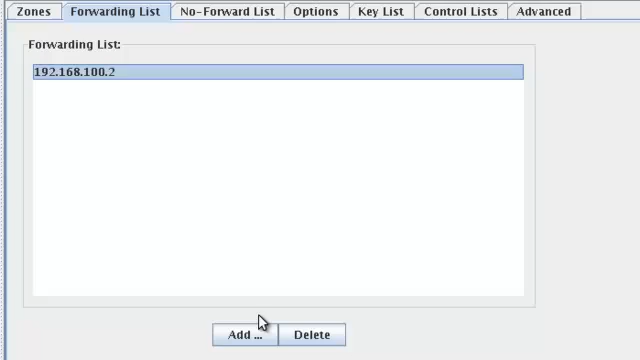 Zones Forwarding List No-Forward List Options Key List Control Lists Advanced
Forwarding List:
192.168.100.2
Add ... Delete